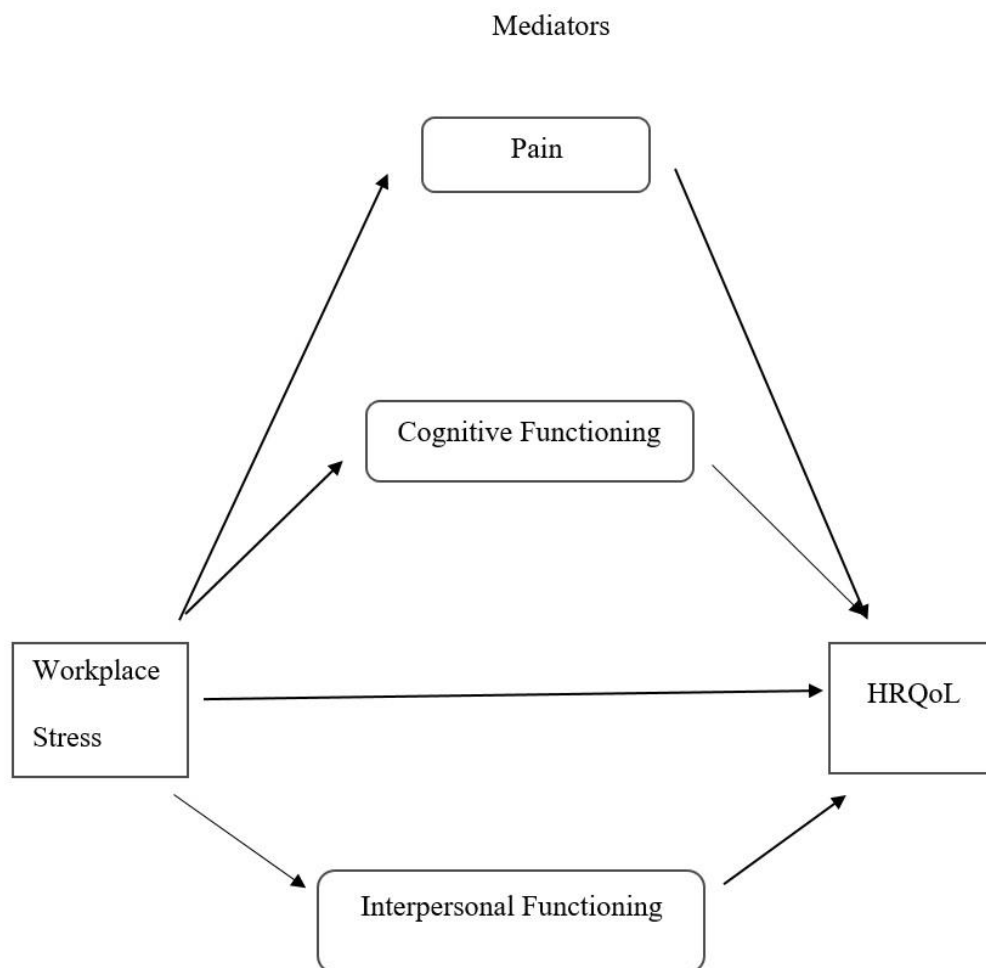 Mediators
Pain
Cognitive Functioning
Workplace
Stress
HRQoL
Interpersonal Functioning